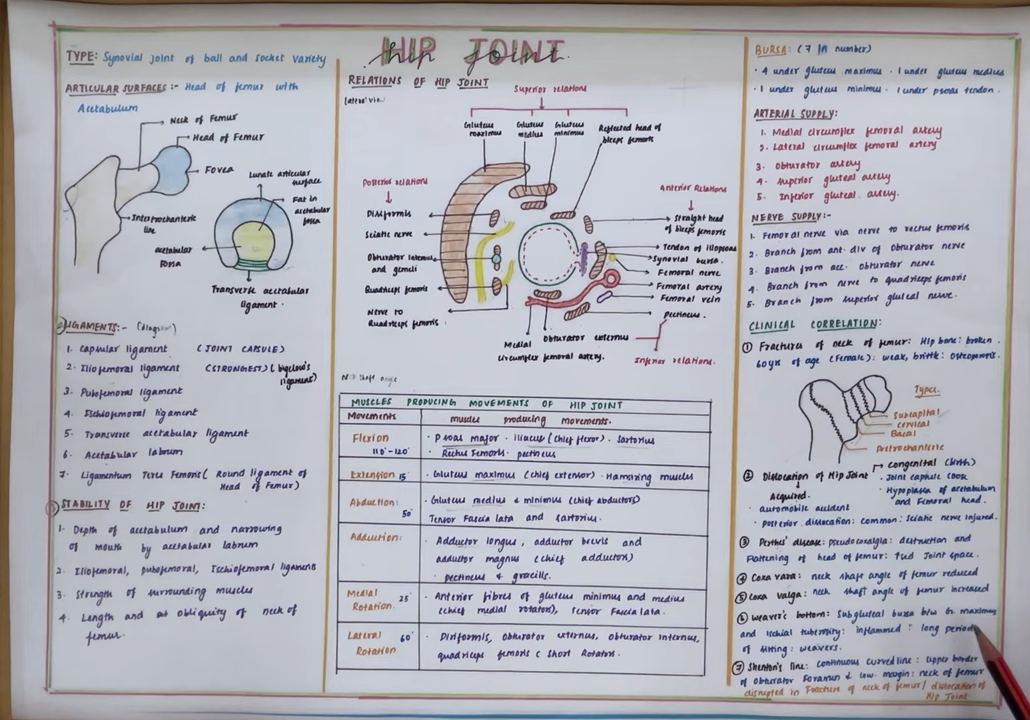 HIP JOINT
TYPE: Synovial joint of ball and socket variety
ARTICULAR SURFACES:- Head of femur with
Acetabulum
Neck of Femur
Head of Femur
Fovea
Intertrochanteric
line
Lunate articular
surface
Fat in
acetabular
fossa
acetabular
fossa
Transverse acetabular
ligament.
LIGAMENTS:- (diagram)
1. Capsular ligament (JOINT CAPSULE)
2. Iliofemoral ligament (STRONGEST) (bigelow's
ligament)
3. Pubofemoral ligament
4. Ischiofemoral ligament
5. Transverse acetabular ligament
6. Acetabular labrum
7. Ligamentum Teres Femoris (Round ligament of
Head of Femur)
STABILITY OF HIP JOINT:
1. Depth of acetabulum and narrowing
of mouth by acetabular labrum
2. Iliofemoral, pubofemoral, Ischiofemoral ligaments
3. Strength of surrounding muscles
4. Length and obliquity of neck of
femur.
RELATIONS OF HIP JOINT
Superior relations
Gluteus
maximus
Gluteus
medius
Gluteus
minimus
Reflected head of
biceps femoris
Posterior relations
Piriformis
Sciatic nerve
Obturator internus
and gemeli
Quadriceps femoris
Nerve to
quadriceps femoris
Anterior Relations
Straight head
of biceps femoris
Tendon of iliopsoas
Synovial bursa.
Femoral nerve
Femoral artery
Femoral vein
Pectineus.
Medial
circumflex femoral artery.
Obturator externus
Inferior relations.
shaft angle
MUSCLES PRODUCING MOVEMENTS OF HIP JOINT
Movements muscles producing movements.
Flexion
110°-120°
· Psoas major · iliacus (chief flexor) · sartorius
· Rectus Femoris · pectineus
Extension 15° · Gluteus maximus (chief extensor) · Hamsring muscles
Abduction:
50°
· Gluteus medius & minimus (chief abductors)
Tensor Fascia lata and sartorius.
Adduction:
· Adductor longus, adductor brevis and
adductor magnus (chief adductors)
· pectineus & gracilis.
Medial
Rotation 25°
· Anterior fibres of gluteus minimus and medius
(chief medial rotators), Tensor Fascia lata.
Lateral
Rotation 60°
· Piriformis, obturator externus, obturator internus,
quadriceps femoris (short Rotators.
BURSA: (7 in number)
· 4 under gluteus maximus · 1 under gluteus medius
· 1 under gluteus minimus · 1 under psoas tendon.
ARTERIAL SUPPLY:
1. Medial circumflex femoral artery
2. Lateral circumflex femoral artery
3. Obturator artery
4. superior gluteal artery
5. Inferior gluteal artery.
NERVE SUPPLY:-
1. Femoral nerve via nerve to rectus femoris
2. Branch from ant. div of obturator nerve
3. Branch from acc. obturator nerve
4. Branch from nerve to quadriceps femoris
5. Branch from superior gluteal nerve.
CLINICAL CORRELATION:
① Fractures of neck of femur: Hip bone: broken.
60yrs of age (Female): weak, brittle: Osteoporosis.
Types
Subcapital
Cervical
Basal
Pretrochanteric
② Dislocation of Hip Joint
Acquired.
· automobile accident
congenital (birth)
· Joint capsule loose
· Hypoplasia of acetabulum
and Femoral head.
· Posterior dislocation: common: sciatic nerve injured.
③ Perthes' disease: pseudocoxalgia: destruction and
Flattening of head of femur: ↑ed Joint space.
④ Coxa vara: neck shaft angle of femur reduced
⑤ Coxa valga: neck shaft angle of femur increased
⑥ Weaver's bottom: Subgluteal bursa b/w G. maximus
and ischial tuberosity: inflammed: long periods
of sitting: weavers.
⑦ Shenton's line: continuous curved line: Upper border
of obturator foramen & low. margin: neck of femur
disrupted in Fracture of neck of femur/ dislocation of
Hip Joint.